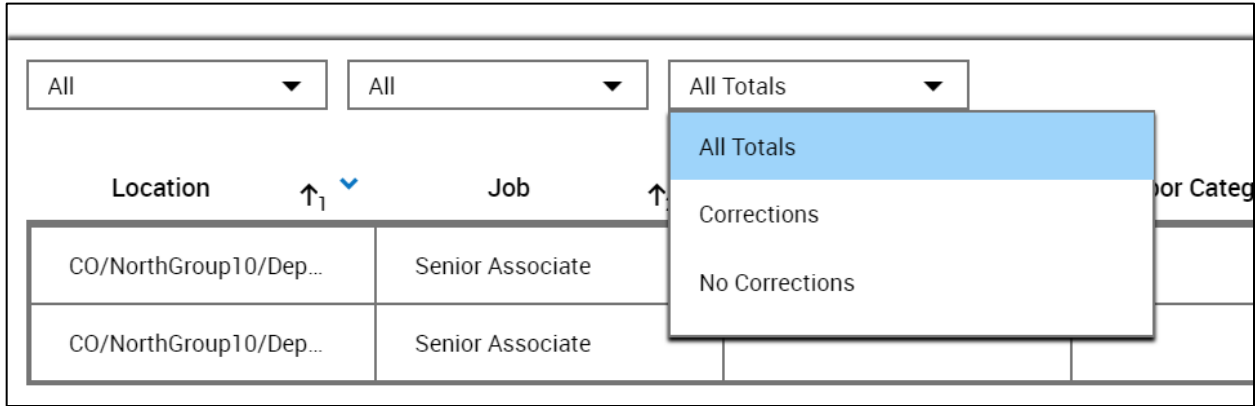 All All All Totals
All Totals
Location ↑1 Job ↑ Categ
Corrections
CO/NorthGroup10/Dep... Senior Associate
No Corrections
CO/NorthGroup10/Dep... Senior Associate